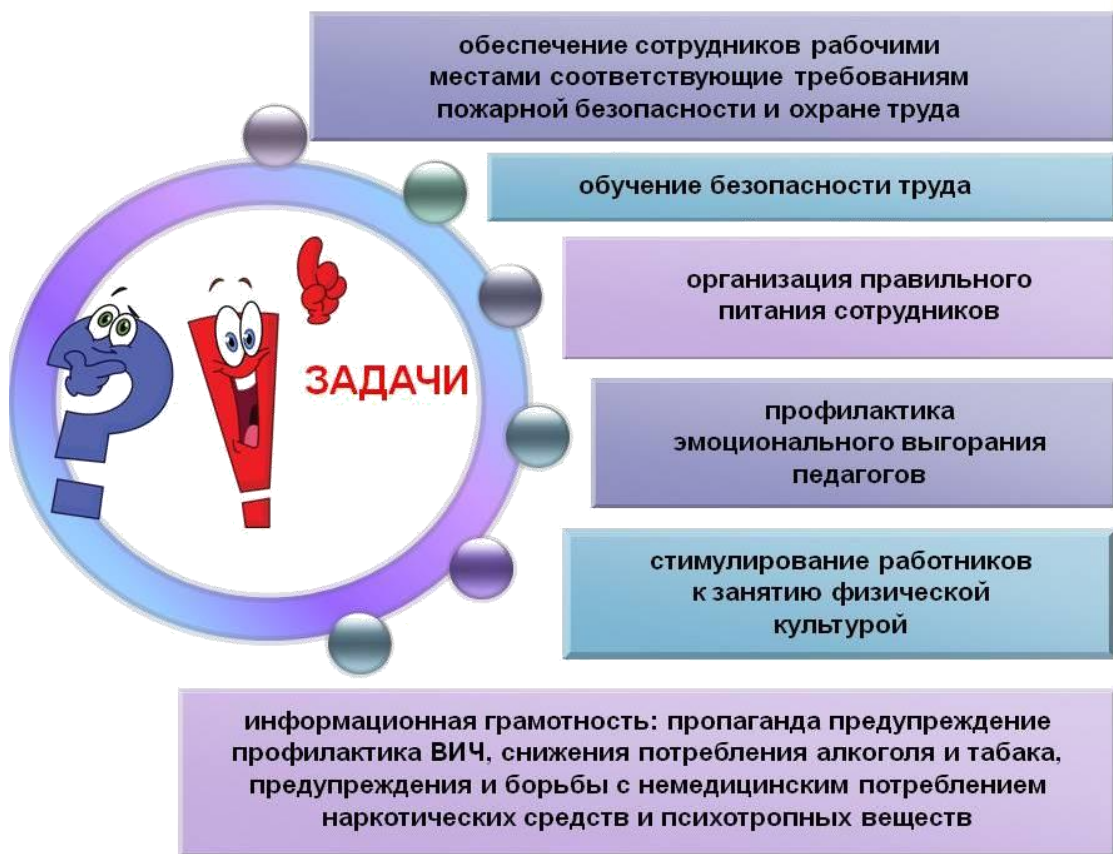 обеспечение сотрудников рабочими
местами соответствующие требованиям
пожарной безопасности и охране труда
обучение безопасности труда
организация правильного
питания сотрудников
ЗАДАЧИ
профилактика
эмоционального выгорания
педагогов
стимулирование работников
к занятию физической
культурой
информационная грамотность: пропаганда предупреждение
профилактика ВИЧ, снижения потребления алкоголя и табака,
предупреждения и борьбы с немедицинским потреблением
наркотических средств и психотропных веществ